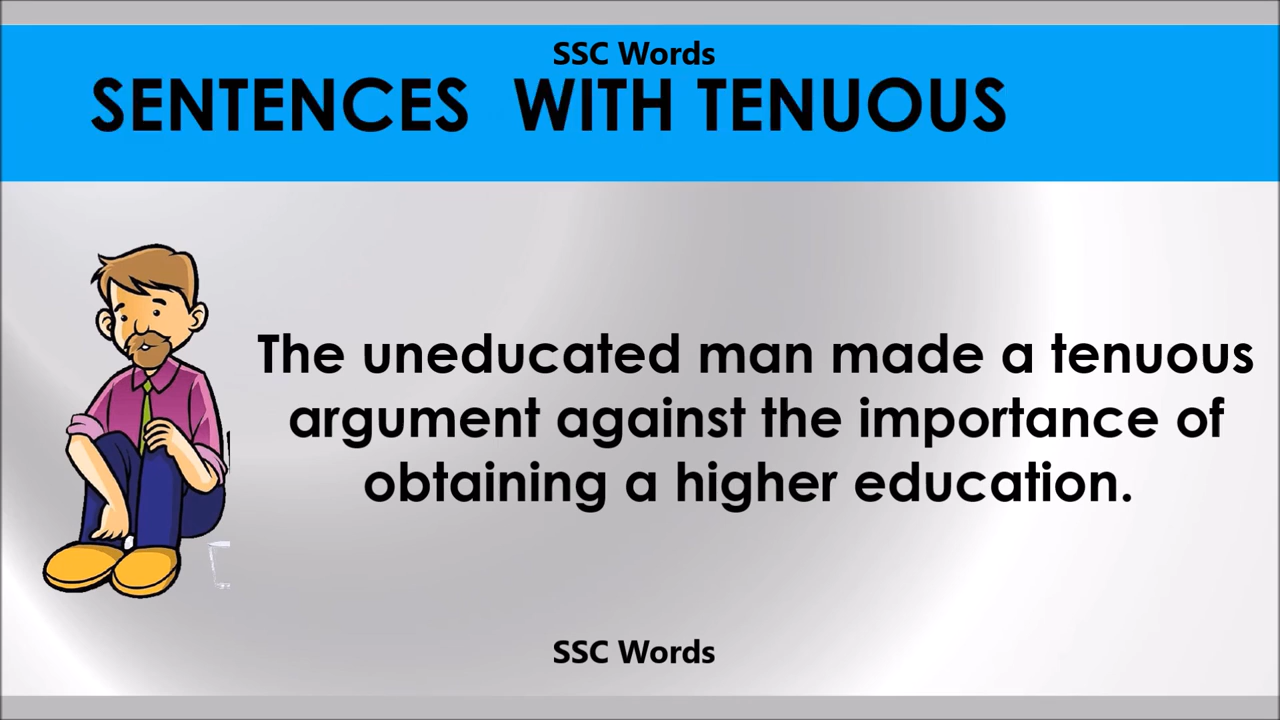 SSC Words
SENTENCES WITH TENUOUS
The uneducated man made a tenuous
argument against the importance of
obtaining a higher education.
SSC Words